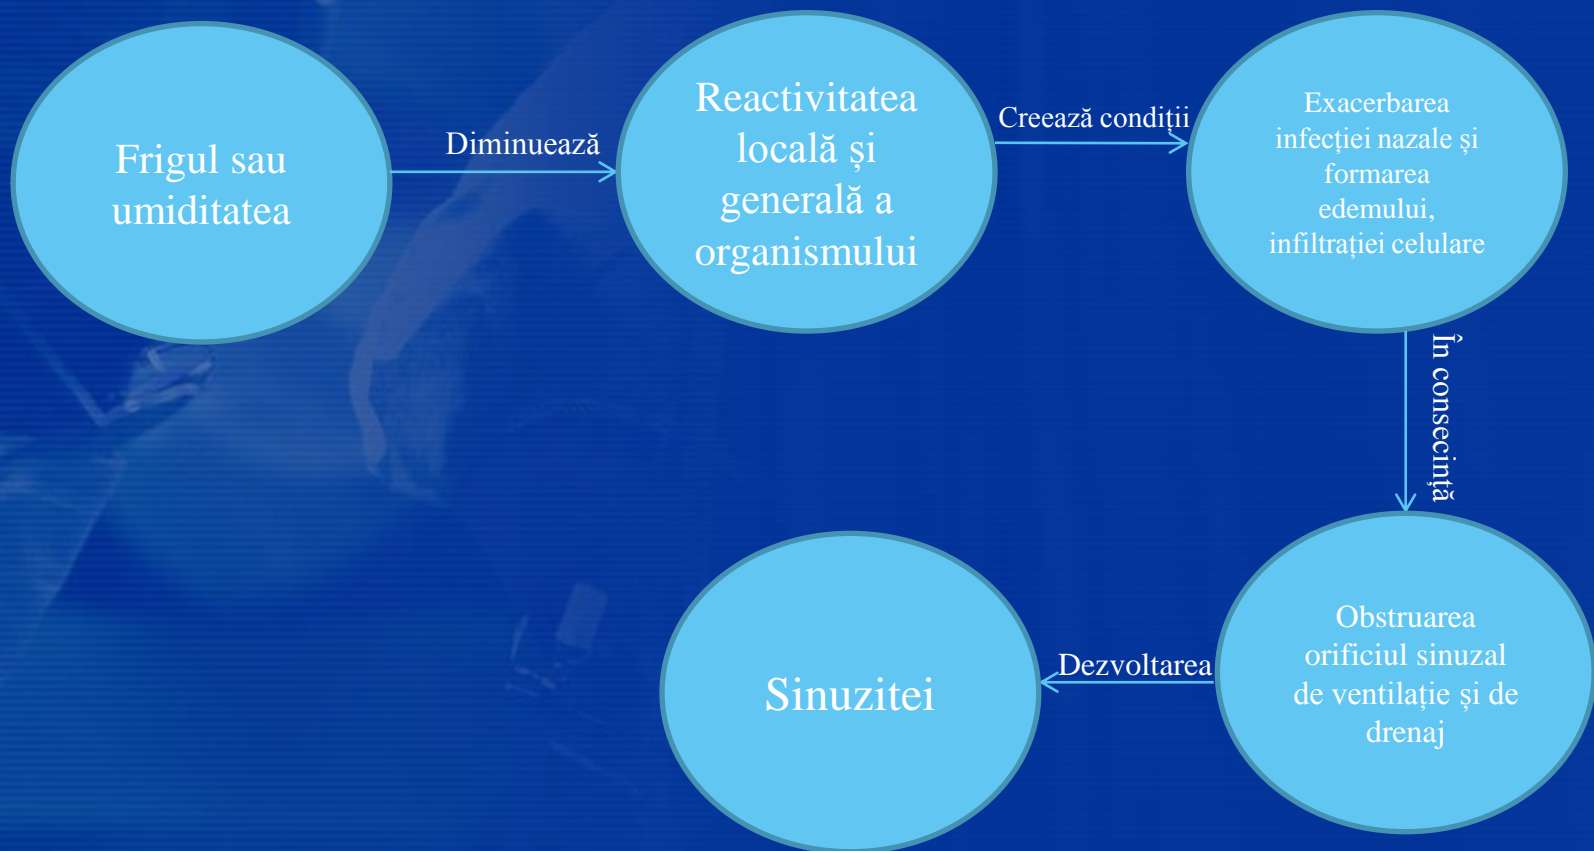 Frigul sau
umiditatea
Diminuează
Reactivitatea
locală și
generală a
organismului
Creează condiții
Exacerbarea
infecției nazale și
formarea
edemului,
infiltrației celulare
În consecință
Obstruarea
orificiul sinuzal
de ventilație și de
drenaj
Dezvoltarea
Sinuzitei